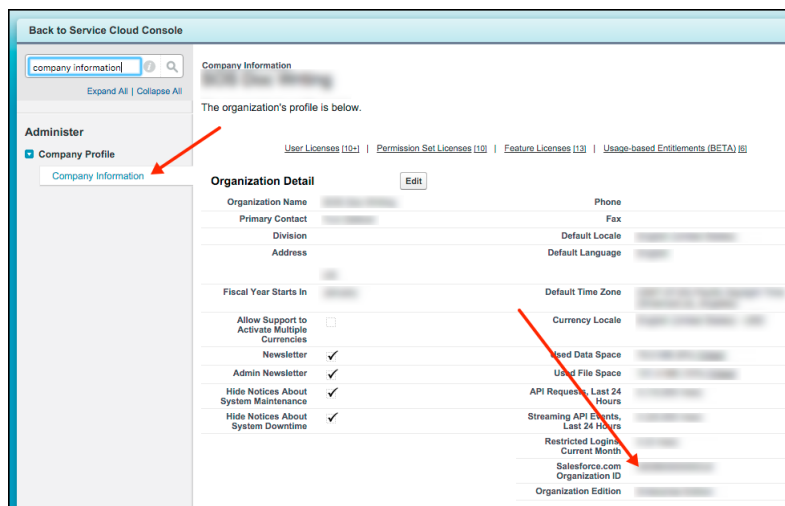 Back to Service Cloud Console
company information
Expand All | Collapse All
Administer
Company Profile
Company Information
Company Information
The organization's profile is below.
User Licenses [10+] | Permission Set Licenses [10] | Feature Licenses [13] | Usage-based Entitlements (BETA) [6]
Organization Detail
Edit
Organization Name
Phone
Primary Contact
Fax
Division
Default Locale
Address
Default Language
Fiscal Year Starts In
Default Time Zone
Allow Support to
Activate Multiple
Currencies
Currency Locale
Newsletter
Used Data Space
Admin Newsletter
Used File Space
Hide Notices About
System Maintenance
API Requests, Last 24
Hours
Hide Notices About
System Downtime
Streaming API Events,
Last 24 Hours
Restricted Logins,
Current Month
Salesforce.com
Organization ID
Organization Edition